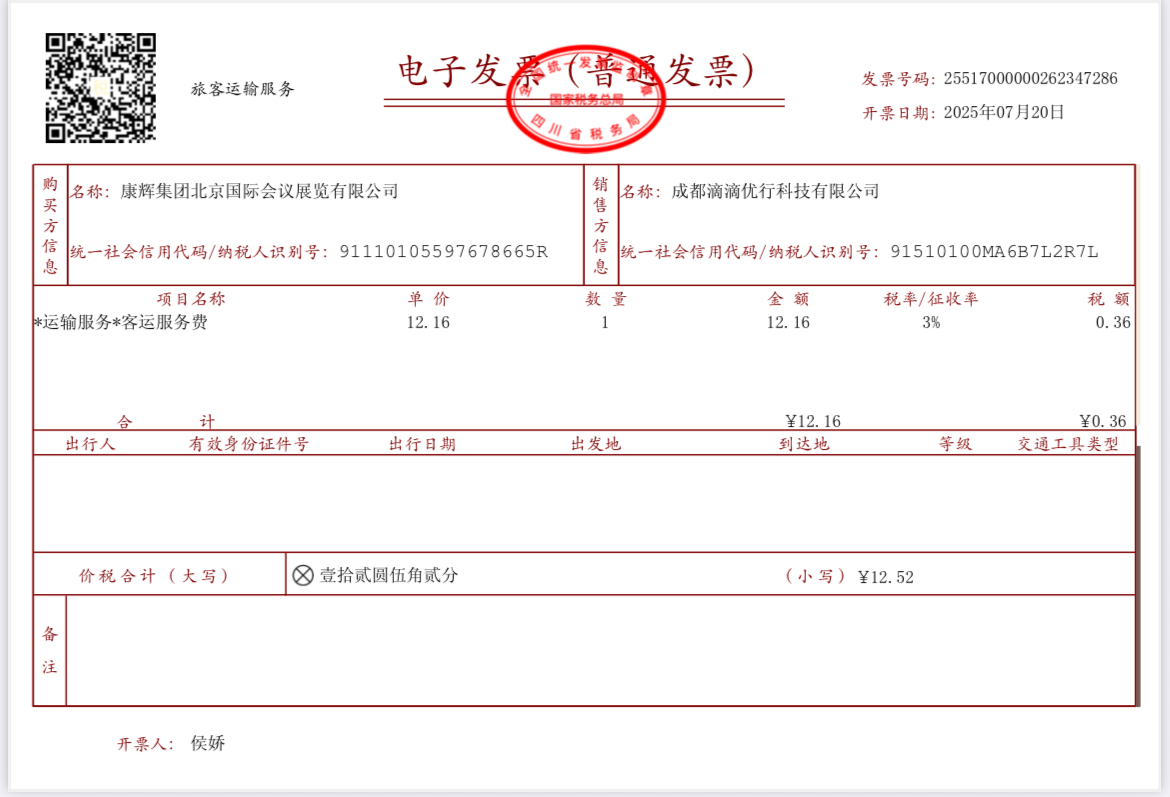 电子发票（普通发票）
旅客运输服务
全国统一发票监制章
国家税务总局
四川省税务局
发票号码：25517000000262347286
开票日期：2025年07月20日
购买方信息
名称：康辉集团北京国际会议展览有限公司
统一社会信用代码/纳税人识别号：91110105597678665R
销售方信息
名称：成都滴滴优行科技有限公司
统一社会信用代码/纳税人识别号：91510100MA6B7L2R7L
项目名称 单价 数量 金额 税率/征收率 税额
*运输服务*客运服务费 12.16 1 12.16 3% 0.36
合计 ¥12.16 ¥0.36
出行人 有效身份证件号 出行日期 出发地 到达地 等级 交通工具类型
价税合计（大写） ⊗壹拾贰圆伍角贰分 （小写）¥12.52
备注
开票人：侯娇